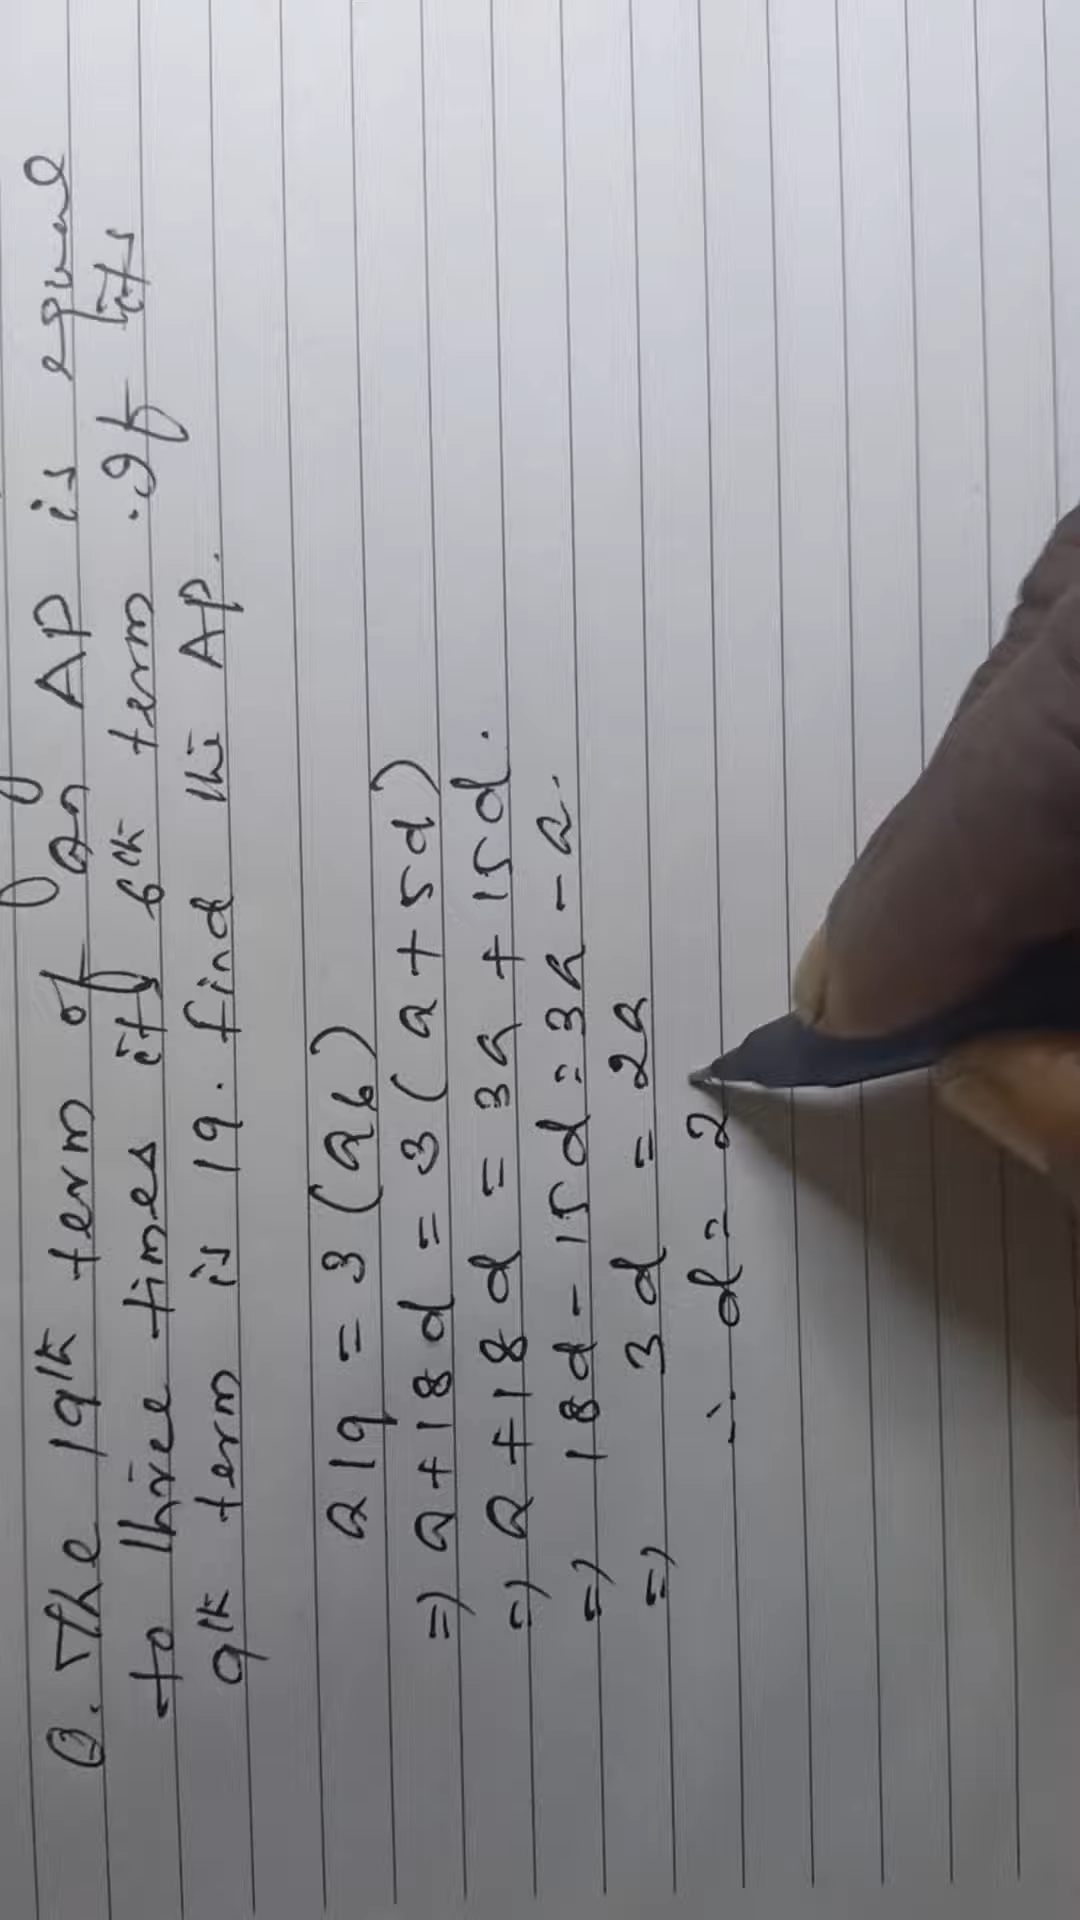 Q. The 19th term of an AP is equal
to three times its 6th term. If its
9th term is 19. find the AP.
a19 = 3(a6)
=) a+18d = 3(a+5d)
=) a+18d = 3a+15d.
=) 18d-15d=3a-a.
=) 3d = 2a
∴ d= 2